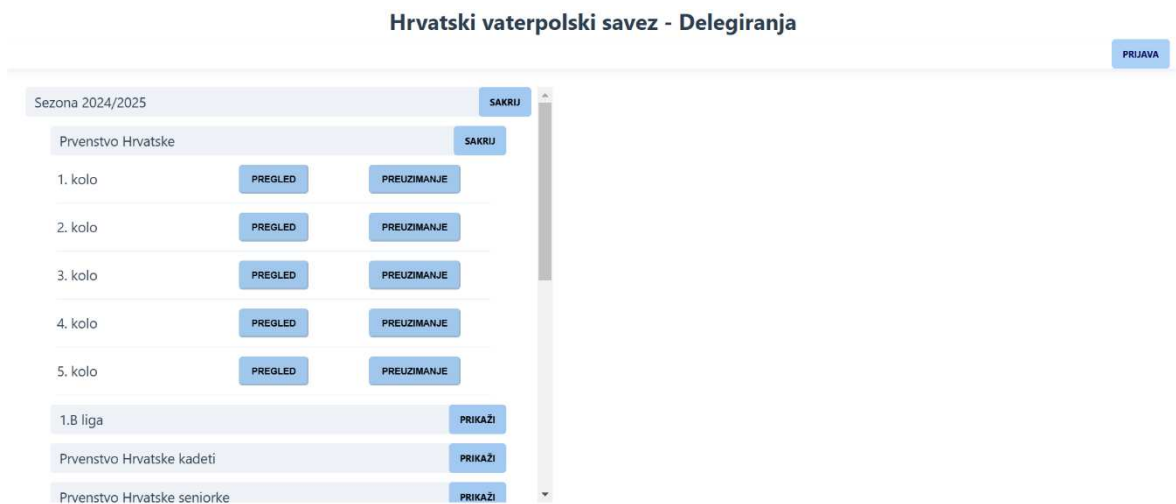 Hrvatski vaterpolski savez - Delegiranja
PRIJAVA
Sezona 2024/2025 SAKRIJ
Prvenstvo Hrvatske SAKRIJ
1. kolo PREGLED PREUZIMANJE
2. kolo PREGLED PREUZIMANJE
3. kolo PREGLED PREUZIMANJE
4. kolo PREGLED PREUZIMANJE
5. kolo PREGLED PREUZIMANJE
1.B liga PRIKAŽI
Prvenstvo Hrvatske kadeti PRIKAŽI
Prvenstvo Hrvatske seniorke PRIKAŽI